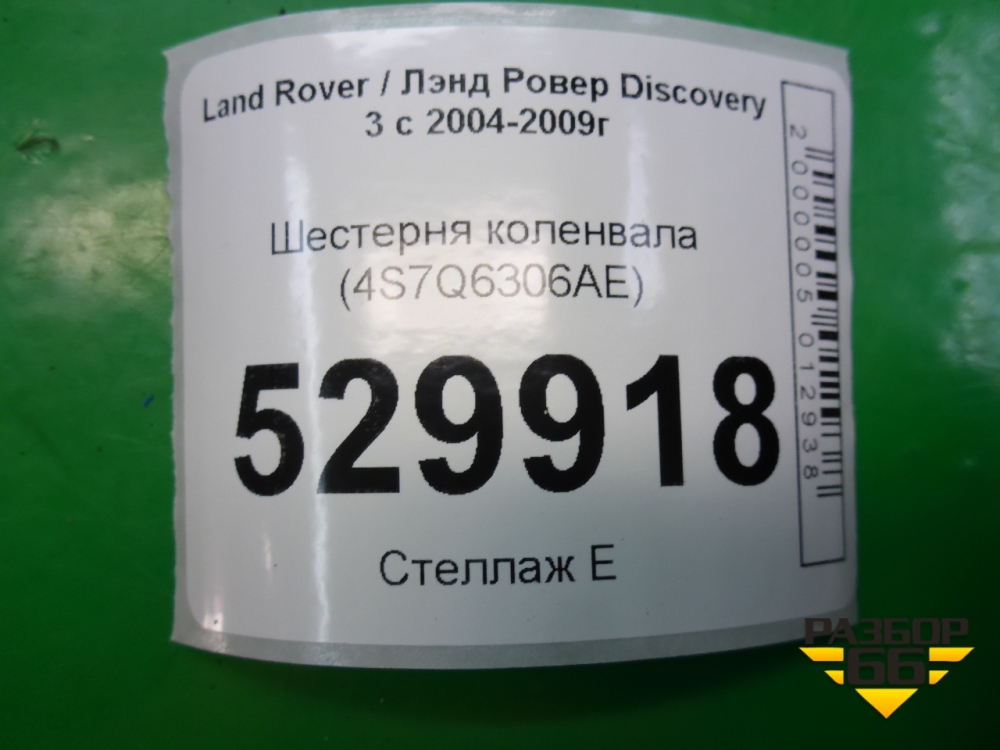 Land Rover / Лэнд Ровер Discovery
3 с 2004-2009г
Шестерня коленвала
(4S7Q6306AE)
529918
Стеллаж Е
2000005012938
РАЗБОР
66